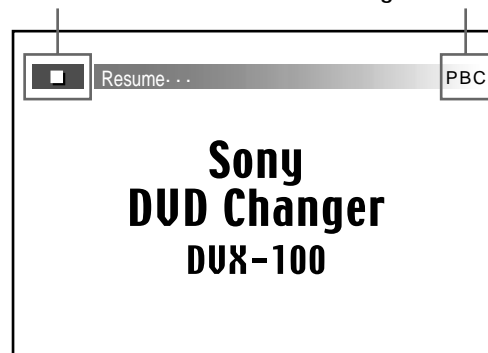 Resume···
PBC
Sony
DVD Changer
DVX-100